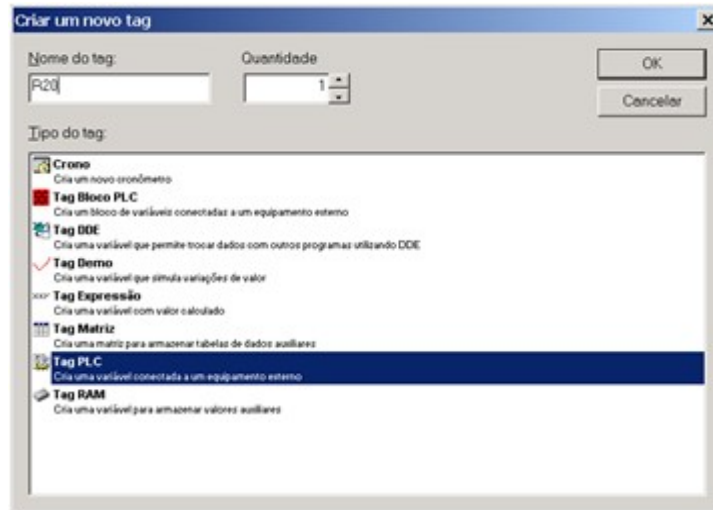 Criar um novo tag
Nome do tag:
Quantidade
OK
R20
1
Cancelar
Tipo do tag:
Crono
Cria um novo cronômetro
Tag Bloco PLC
Cria um bloco de variáveis conectadas a um equipamento externo
Tag DDE
Cria uma variável que permite trocar dados com outros programas utilizando DDE
Tag Demo
Cria uma variável que simula variações de valor
Tag Expressão
Cria uma variável com valor calculado
Tag Matriz
Cria uma matriz para armazenar tabelas de dados auxiliares
Tag PLC
Cria uma variável conectada a um equipamento externo
Tag RAM
Cria uma variável para armazenar valores auxiliares